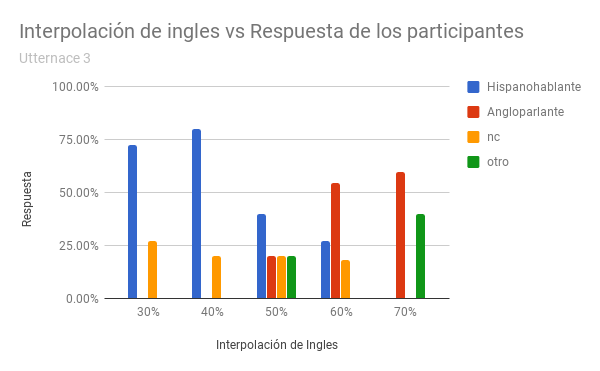 Interpolación de ingles vs Respuesta de los participantes
Utternace 3
100.00%
75.00%
50.00%
25.00%
0.00%
Respuesta
30%
40%
50%
60%
70%
Interpolación de Ingles
Hispanohablante
Angloparlante
nc
otro